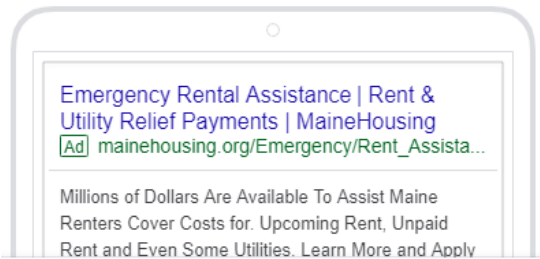 Emergency Rental Assistance | Rent &
Utility Relief Payments | MaineHousing
Ad mainehousing.org/Emergency/Rent_Assista...
Millions of Dollars Are Available To Assist Maine
Renters Cover Costs for. Upcoming Rent, Unpaid
Rent and Even Some Utilities. Learn More and Apply